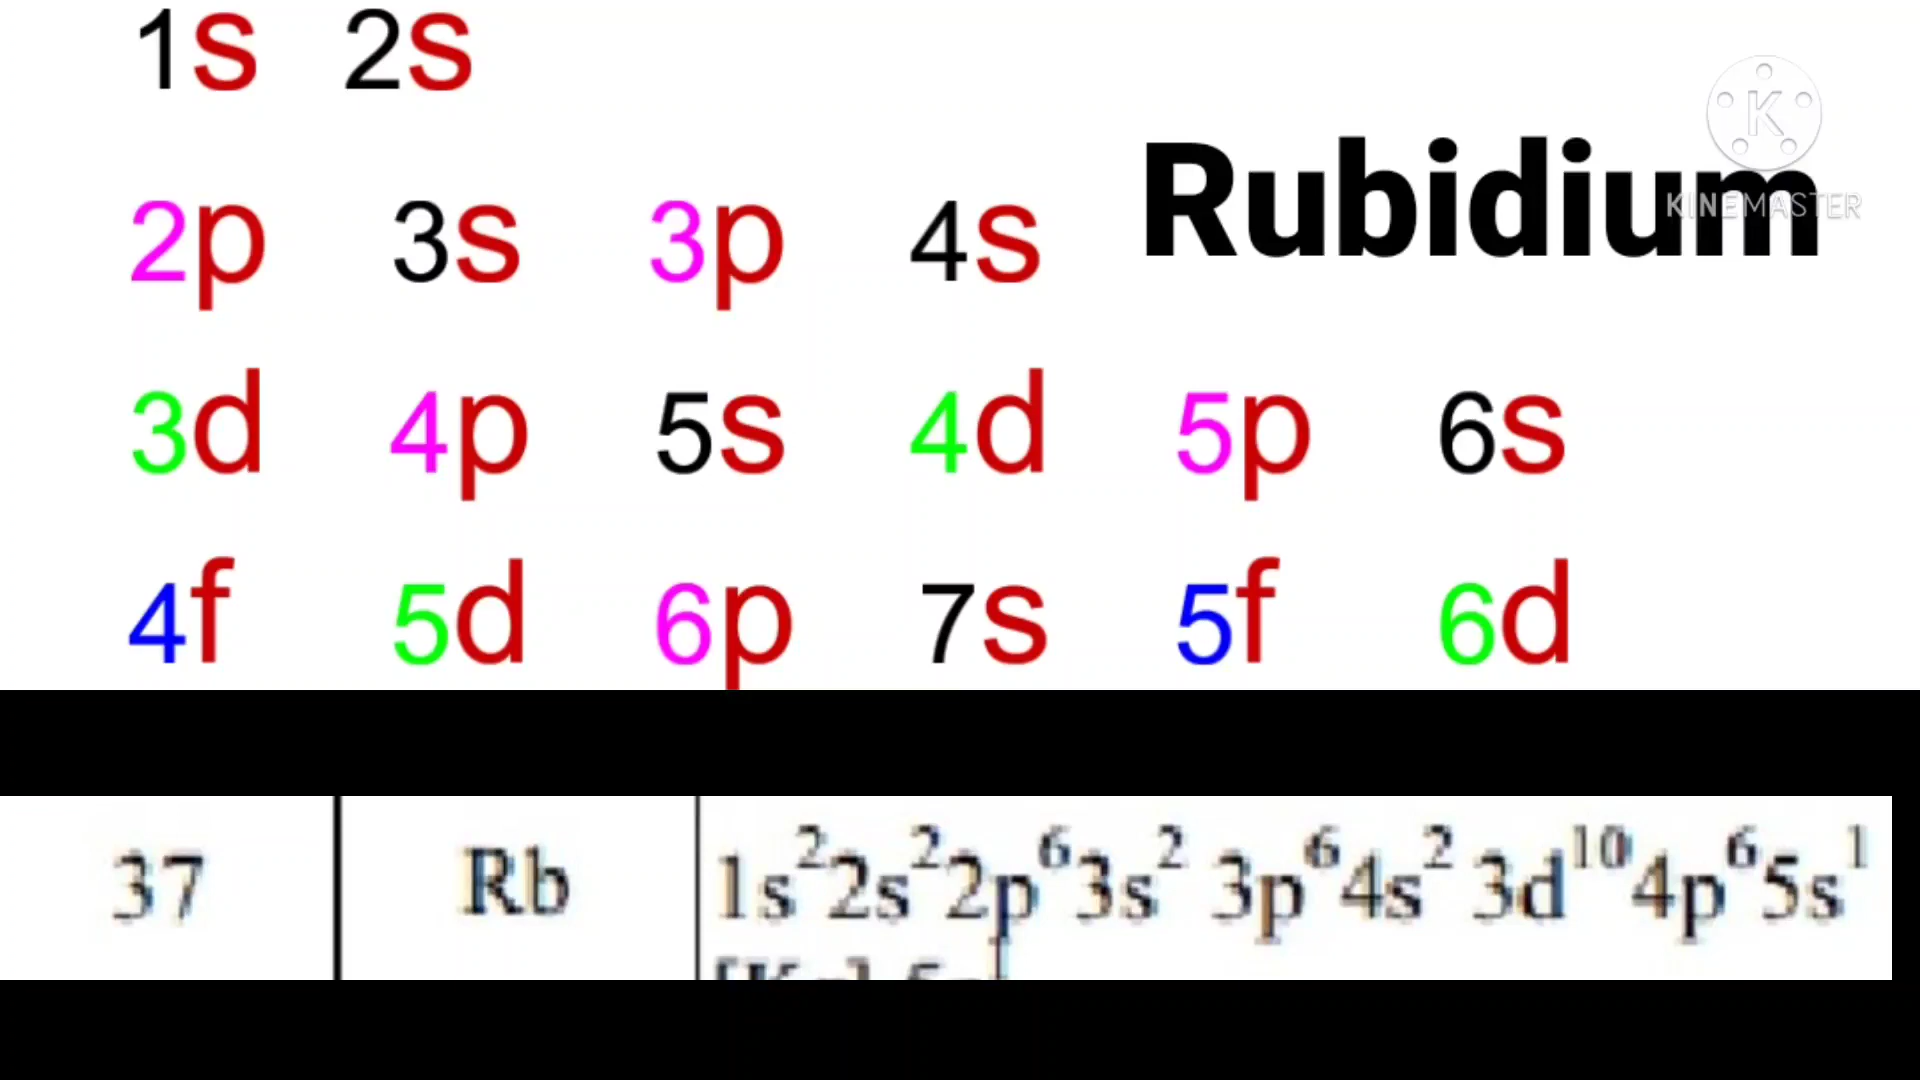 1s 2s
2p 3s 3p 4s
Rubidium
K
KINEMASTER
3d 4p 5s 4d 5p 6s
4f 5d 6p 7s 5f 6d
37 Rb 1s²2s²2p⁶3s² 3p⁶4s² 3d¹⁰4p⁶5s¹